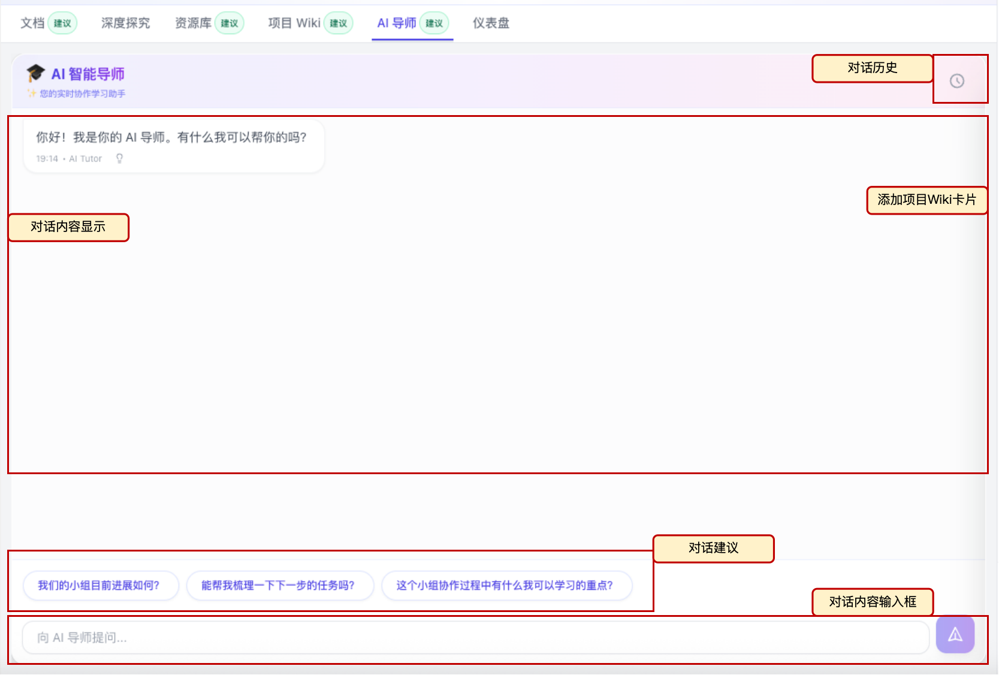 文档 建议 深度探究 资源库 建议 项目 Wiki 建议 AI 导师 建议 仪表盘
🎓 AI 智能导师
✨ 您的实时协作学习助手
对话历史
你好！我是你的 AI 导师。有什么我可以帮你的吗？
19:14 • AI Tutor
添加项目Wiki卡片
对话内容显示
对话建议
我们的小组目前进展如何？ 能帮我梳理一下下一步的任务吗？ 这个小组协作过程中有什么我可以学习的重点？
对话内容输入框
向 AI 导师提问...